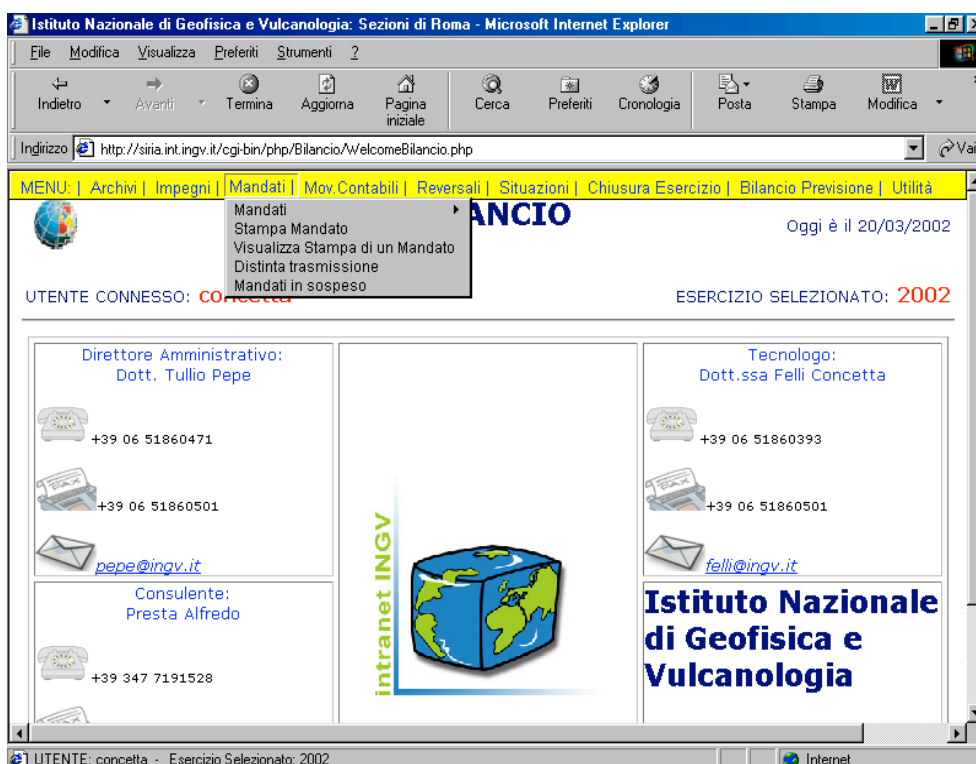 Istituto Nazionale di Geofisica e Vulcanologia: Sezioni di Roma - Microsoft Internet Explorer
File Modifica Visualizza Preferiti Strumenti ?
Indietro Avanti Termina Aggiorna Pagina iniziale Cerca Preferiti Cronologia Posta Stampa Modifica
Indirizzo http://siria.int.ingv.it/cgi-bin/php/Bilancio/WelcomeBilancio.php Vai
MENU: | Archivi | Impegni | Mandati | Mov.Contabili | Reversali | Situazioni | Chiusura Esercizio | Bilancio Previsione | Utilità
Mandati
Stampa Mandato
Visualizza Stampa di un Mandato
Distinta trasmissione
Mandati in sospeso
ANCIO
Oggi è il 20/03/2002
UTENTE CONNESSO: concetta
ESERCIZIO SELEZIONATO: 2002
Direttore Amministrativo:
Dott. Tullio Pepe
+39 06 51860471
FAX
+39 06 51860501
pepe@ingv.it
Consulente:
Presta Alfredo
+39 347 7191528
intranet INGV
Tecnologo:
Dott.ssa Felli Concetta
+39 06 51860393
FAX
+39 06 51860501
felli@ingv.it
Istituto Nazionale
di Geofisica e
Vulcanologia
UTENTE: concetta - Esercizio Selezionato: 2002
Internet